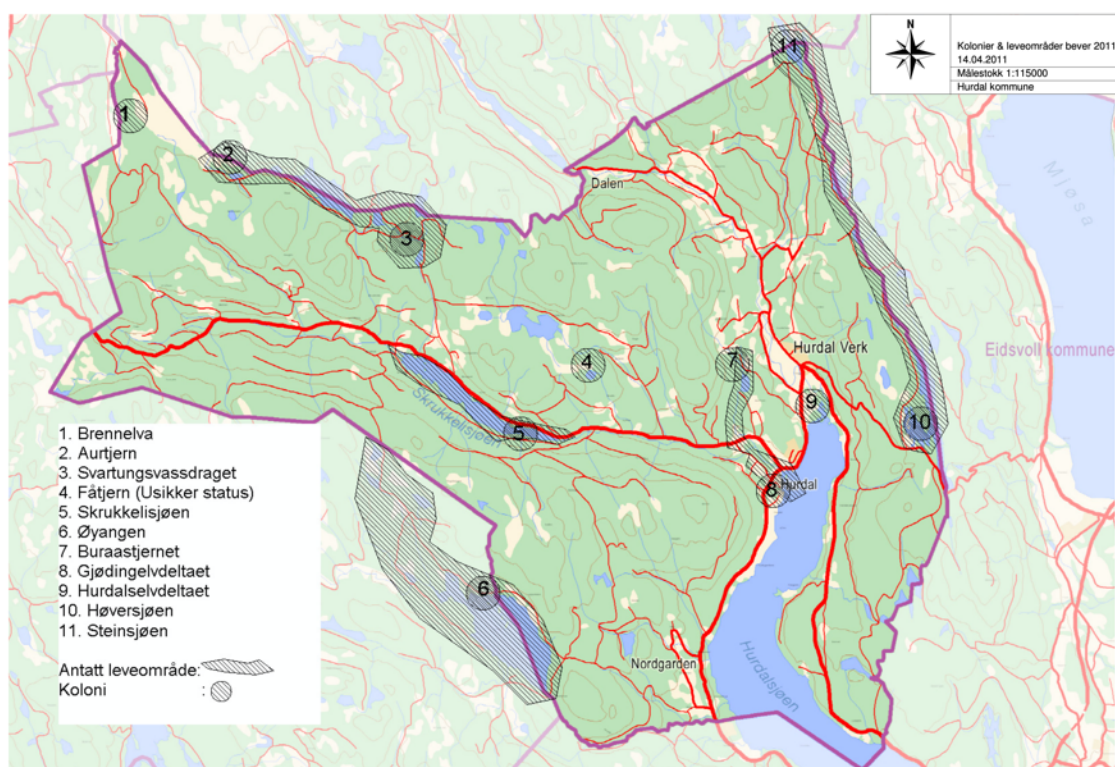 N
Kolonier & leveområder bever 2011
14.04.2011
Målestokk 1:115000
Hurdal kommune
11
1
2
3
Dalen
Mjøsa
4
7
Hurdal Verk
Eidsvoll kommune
9
Skrukkelisjøen
5
10
8
Hurdal
6
Nordgarden
Hurdalsjøen
1. Brennelva
2. Aurtjern
3. Svartungsvassdraget
4. Fåtjern (Usikker status)
5. Skrukkelisjøen
6. Øyangen
7. Buraastjernet
8. Gjødingelvdeltaet
9. Hurdalselvdeltaet
10. Høversjøen
11. Steinsjøen
Antatt leveområde:
Koloni :